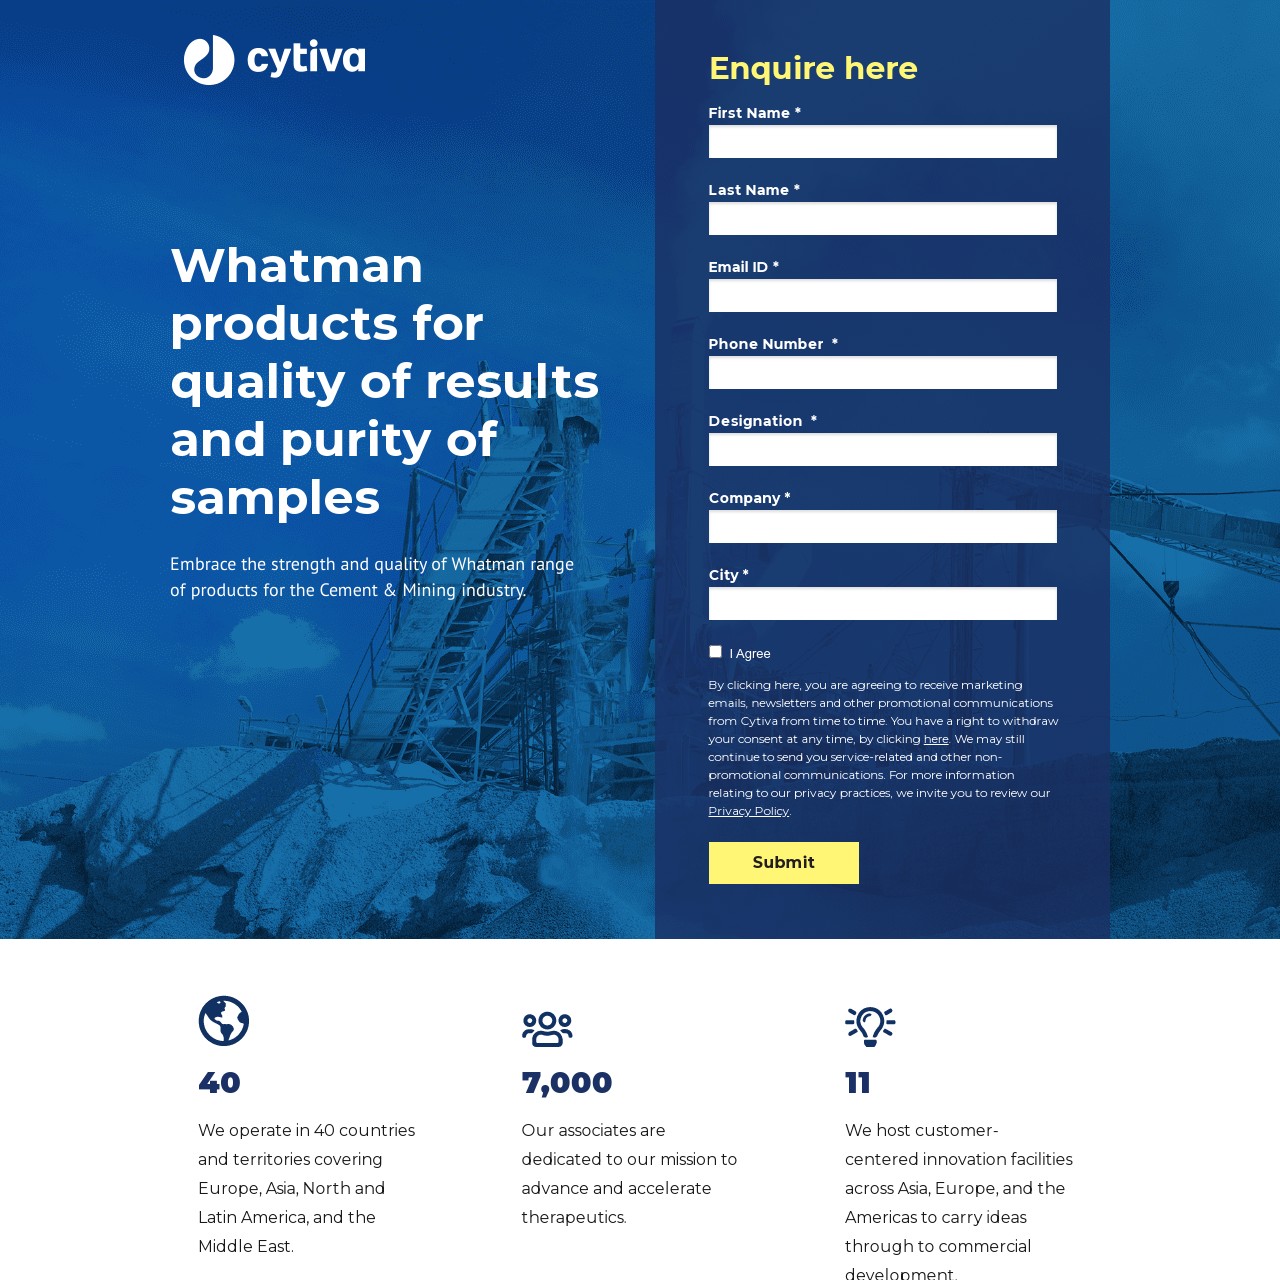 cytiva
Whatman
products for
quality of results
and purity of
samples
Embrace the strength and quality of Whatman range
of products for the Cement & Mining industry.
Enquire here
First Name *
Last Name *
Email ID *
Phone Number *
Designation *
Company *
City *
I Agree
By clicking here, you are agreeing to receive marketing
emails, newsletters and other promotional communications
from Cytiva from time to time. You have a right to withdraw
your consent at any time, by clicking here. We may still
continue to send you service-related and other non-
promotional communications. For more information
relating to our privacy practices, we invite you to review our
Privacy Policy.
Submit
40
We operate in 40 countries
and territories covering
Europe, Asia, North and
Latin America, and the
Middle East.
7,000
Our associates are
dedicated to our mission to
advance and accelerate
therapeutics.
11
We host customer-
centered innovation facilities
across Asia, Europe, and the
Americas to carry ideas
through to commercial
development.